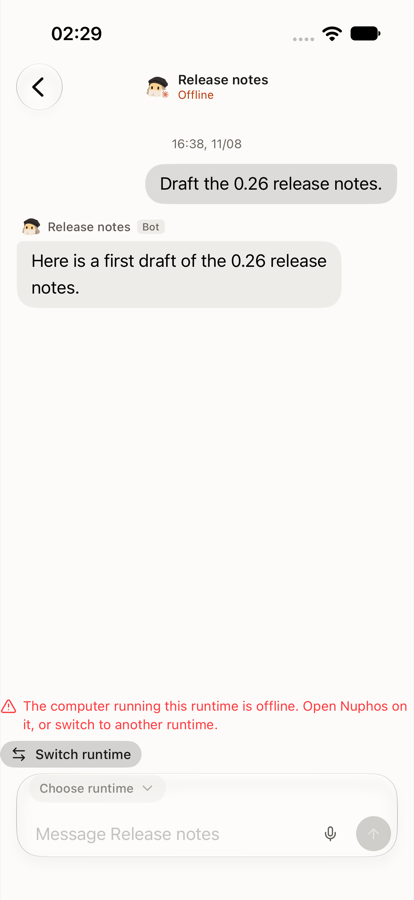 02:29
Release notes
Offline
16:38, 11/08
Draft the 0.26 release notes.
Release notes Bot
Here is a first draft of the 0.26 release
notes.
The computer running this runtime is offline. Open Nuphos on
it, or switch to another runtime.
Switch runtime
Choose runtime
Message Release notes